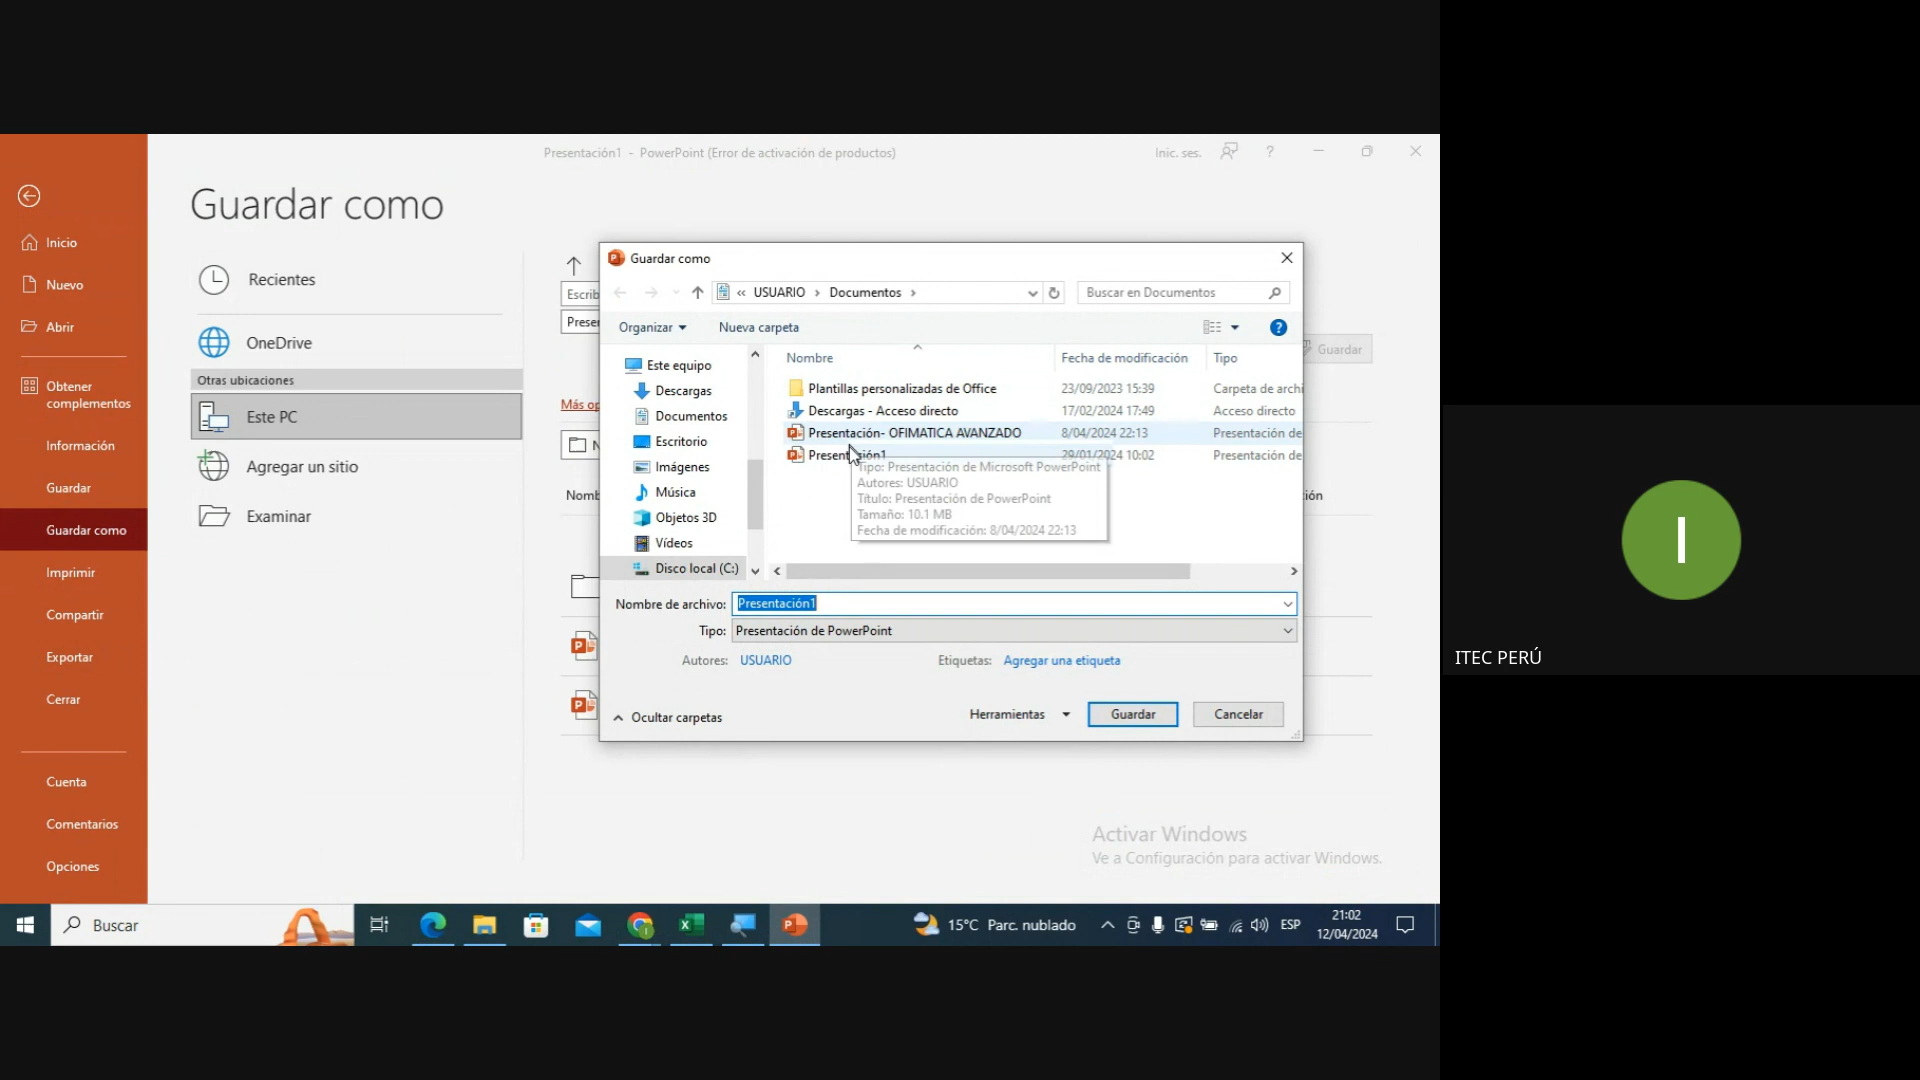 Presentación1 - PowerPoint (Error de activación de productos)
Inic. ses.
?
Guardar como
Inicio
Nuevo
Abrir
Obtener
complementos
Información
Guardar
Guardar como
Imprimir
Compartir
Exportar
Cerrar
Cuenta
Comentarios
Opciones
Recientes
OneDrive
Otras ubicaciones
Este PC
Agregar un sitio
Examinar
Guardar
Guardar como
« USUARIO › Documentos ›
Buscar en Documentos
Organizar
Nueva carpeta
?
Este equipo
Descargas
Documentos
Escritorio
Imágenes
Música
Objetos 3D
Vídeos
Disco local (C:)
Nombre Fecha de modificación Tipo
Plantillas personalizadas de Office 23/09/2023 15:39 Carpeta de archi
Descargas - Acceso directo 17/02/2024 17:49 Acceso directo
Presentación- OFIMATICA AVANZADO 8/04/2024 22:13 Presentación de
Presentación1 29/01/2024 10:02 Presentación de
Tipo: Presentación de Microsoft PowerPoint
Autores: USUARIO
Título: Presentación de PowerPoint
Tamaño: 10.1 MB
Fecha de modificación: 8/04/2024 22:13
Nombre de archivo: Presentación1
Tipo: Presentación de PowerPoint
Autores: USUARIO
Etiquetas: Agregar una etiqueta
Ocultar carpetas
Herramientas
Guardar
Cancelar
Activar Windows
Ve a Configuración para activar Windows.
Buscar
15°C Parc. nublado
ESP
21:02
12/04/2024
I
ITEC PERÚ